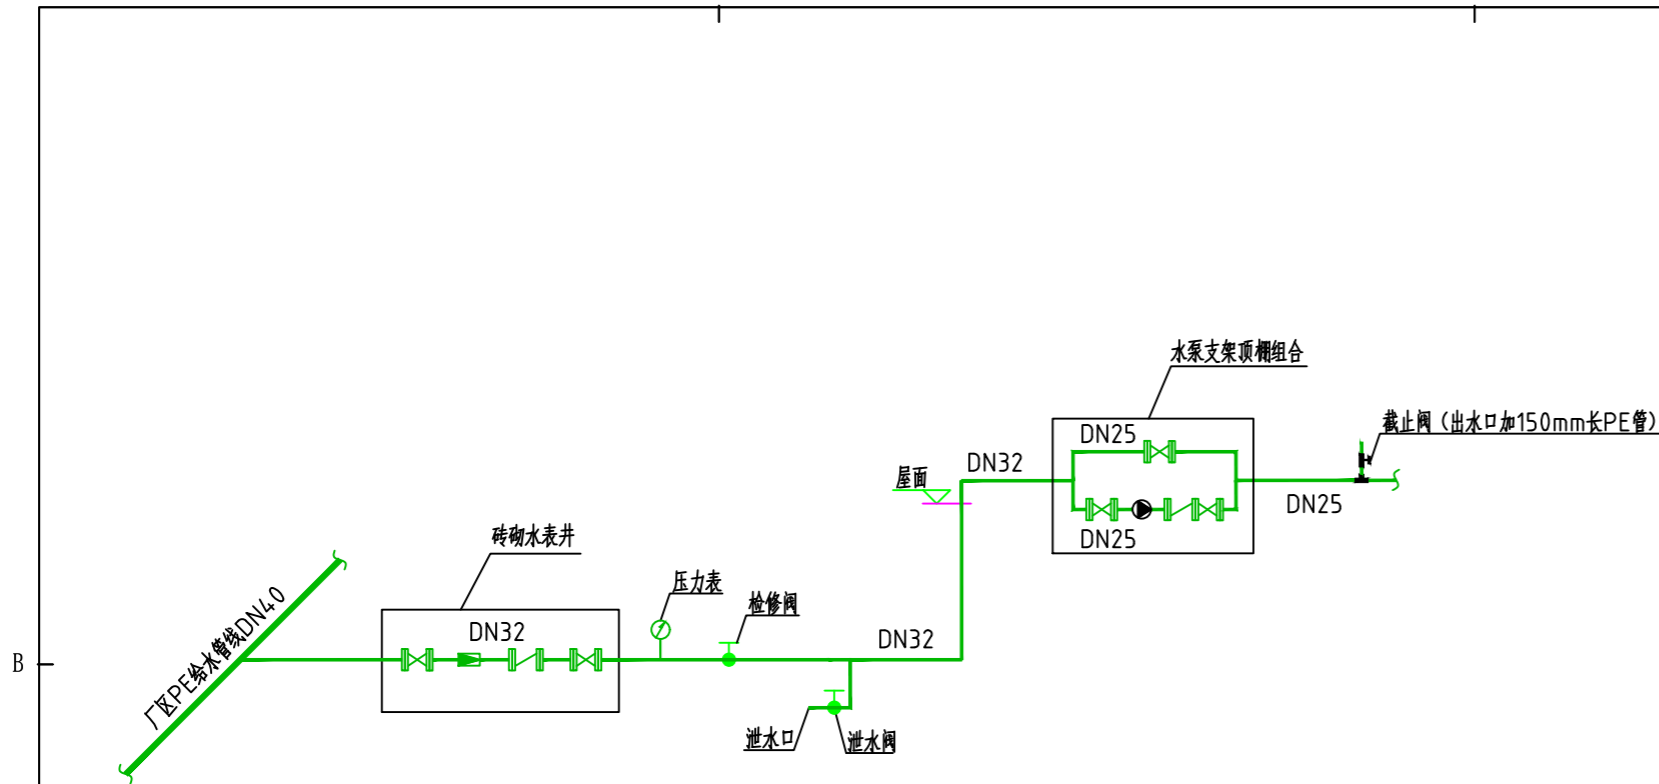 水泵支架顶棚组合
DN25
截止阀（出水口加150mm长PE管）
DN32
屋面
DN25
DN25
砖砌水表井
压力表
检修阀
厂区PE给水管线DN40
DN32
DN32
B
泄水口
泄水阀